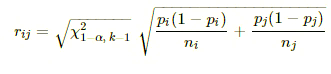 r_{ij} = \sqrt{\chi^2_{1-\alpha, k-1}} \sqrt{\frac{p_i(1 - p_i)}{n_i} + \frac{p_j(1 - p_j)}{n_j}}